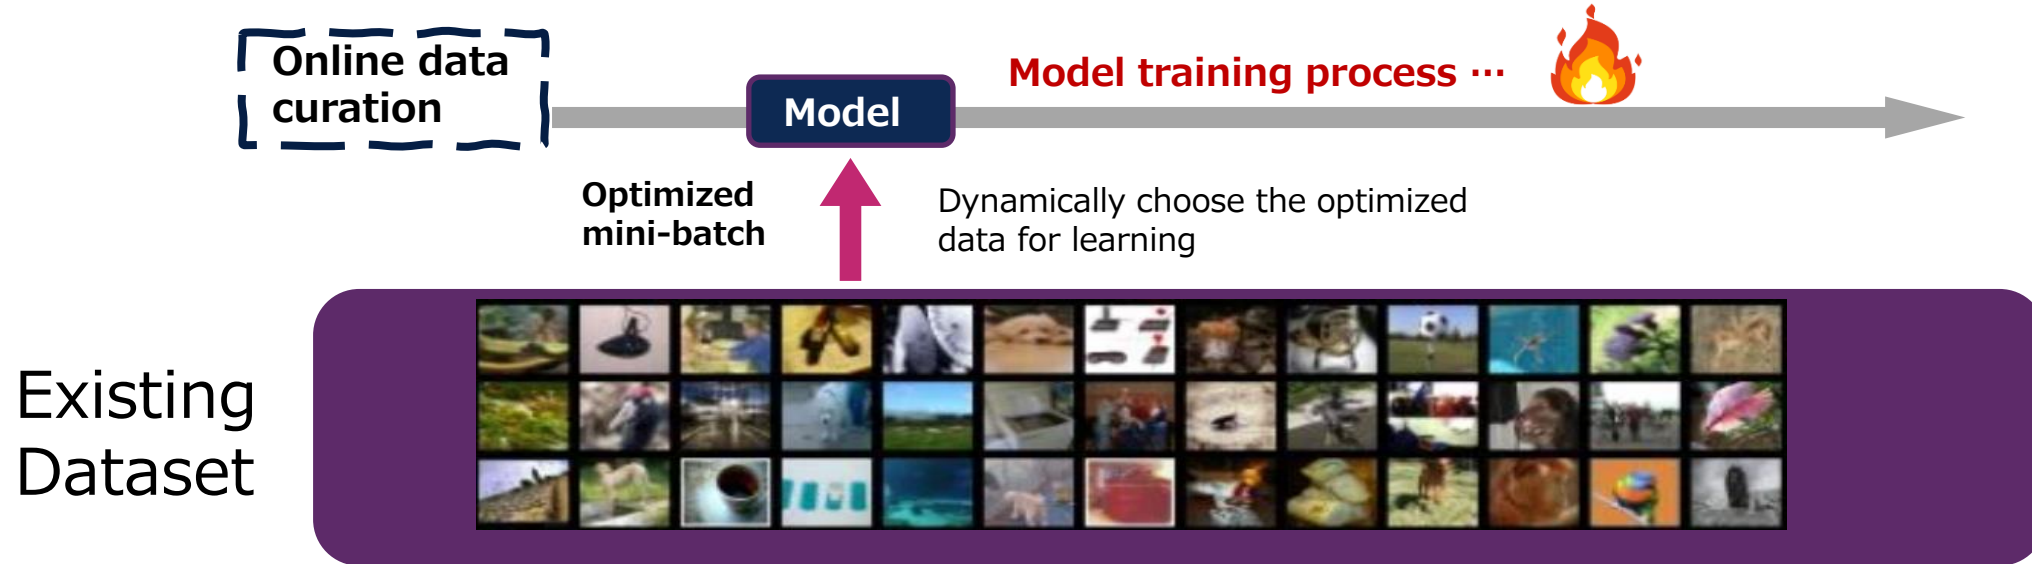 Online data
curation
Model
Model training process ···
Optimized
mini-batch
Dynamically choose the optimized
data for learning
Existing
Dataset